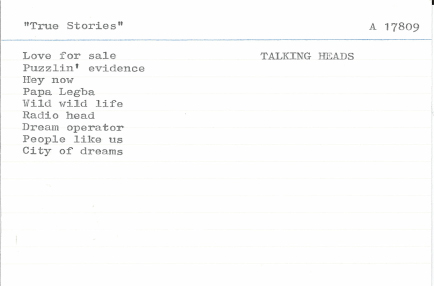 "True Stories" A 17809
Love for sale TALKING HEADS
Puzzlin' evidence
Hey now
Papa Legba
Wild wild life
Radio head
Dream operator
People like us
City of dreams